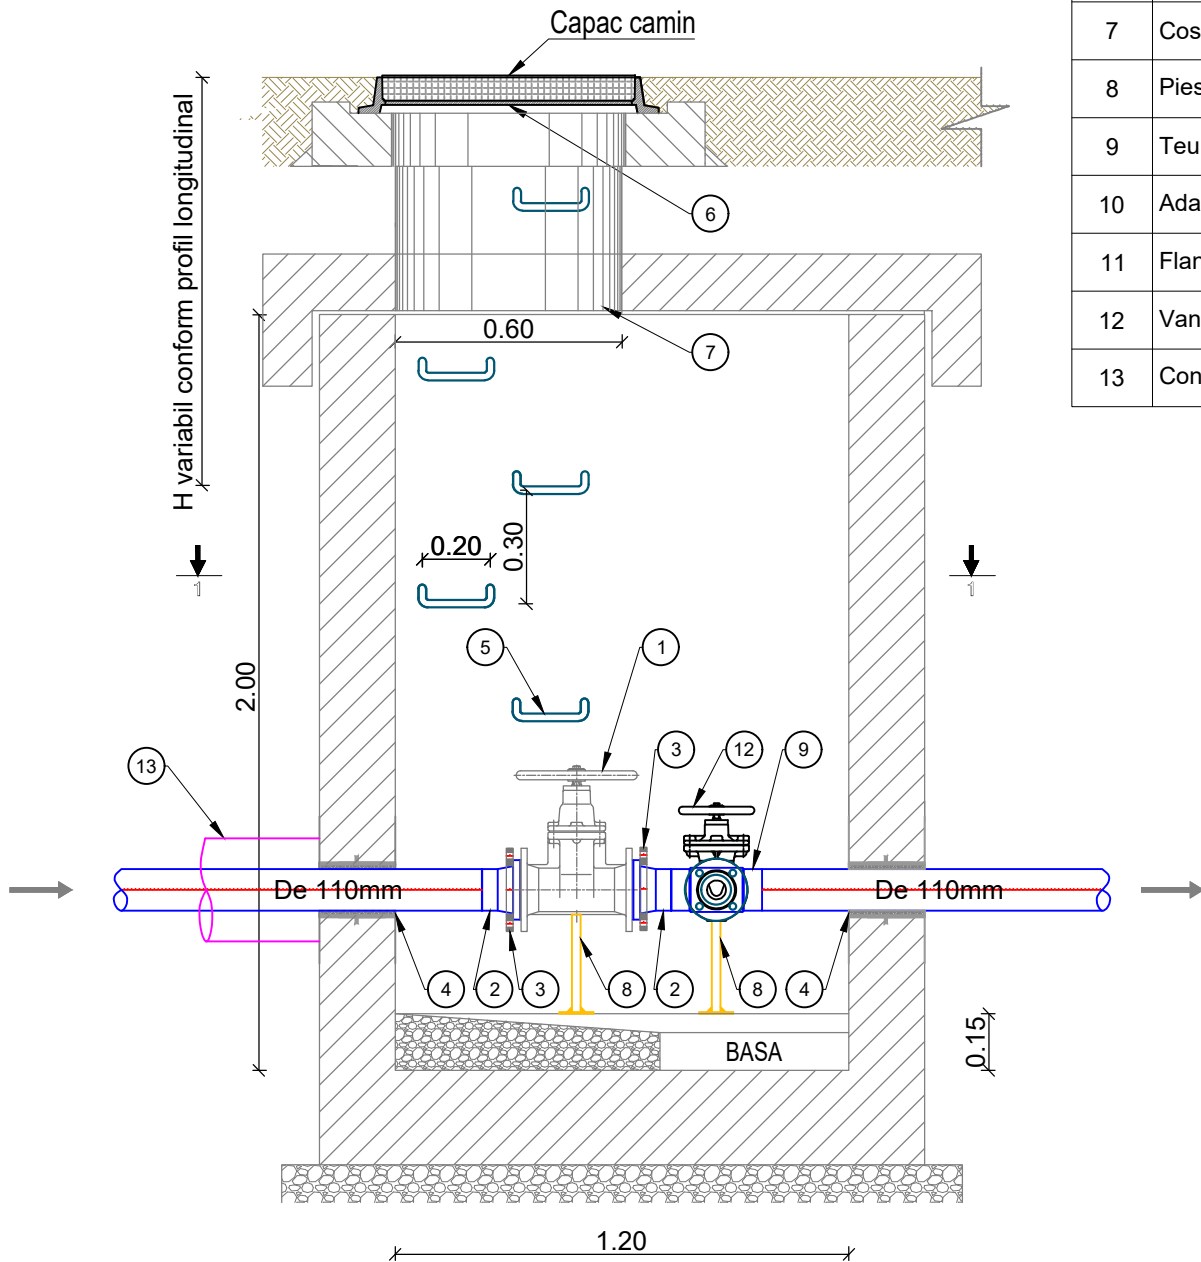 Capac camin
7 Cos
8 Pies
9 Teu
10 Ada
11 Flan
12 Van
13 Con
H variabil conform profil longitudinal
6
0.60
7
0.20
0.30
1
1
2.00
5
1
3
12
9
13
De 110mm
De 110mm
4
2
3
8
2
8
4
BASA
0.15
1.20